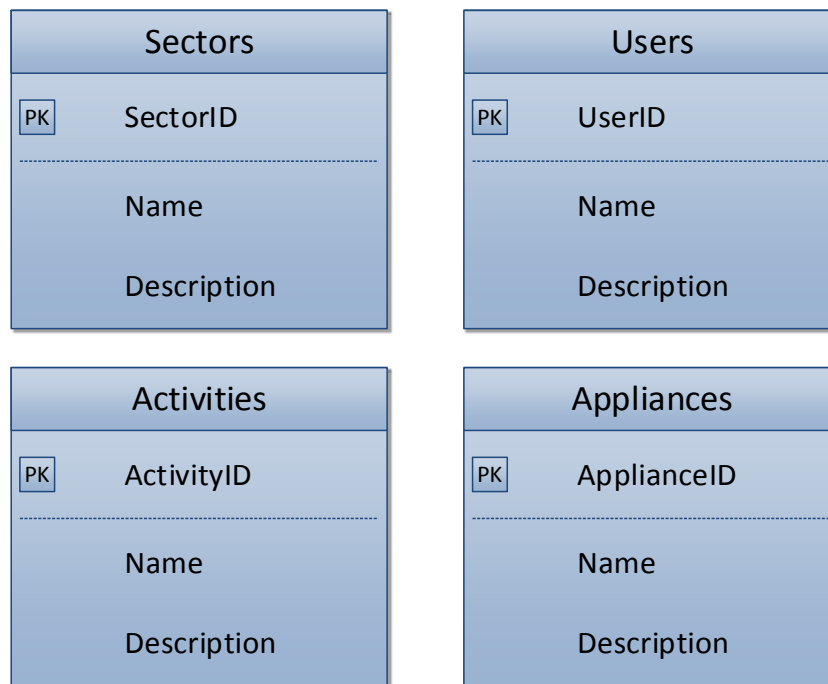 Sectors
PK SectorID
Name
Description
Users
PK UserID
Name
Description
Activities
PK ActivityID
Name
Description
Appliances
PK ApplianceID
Name
Description